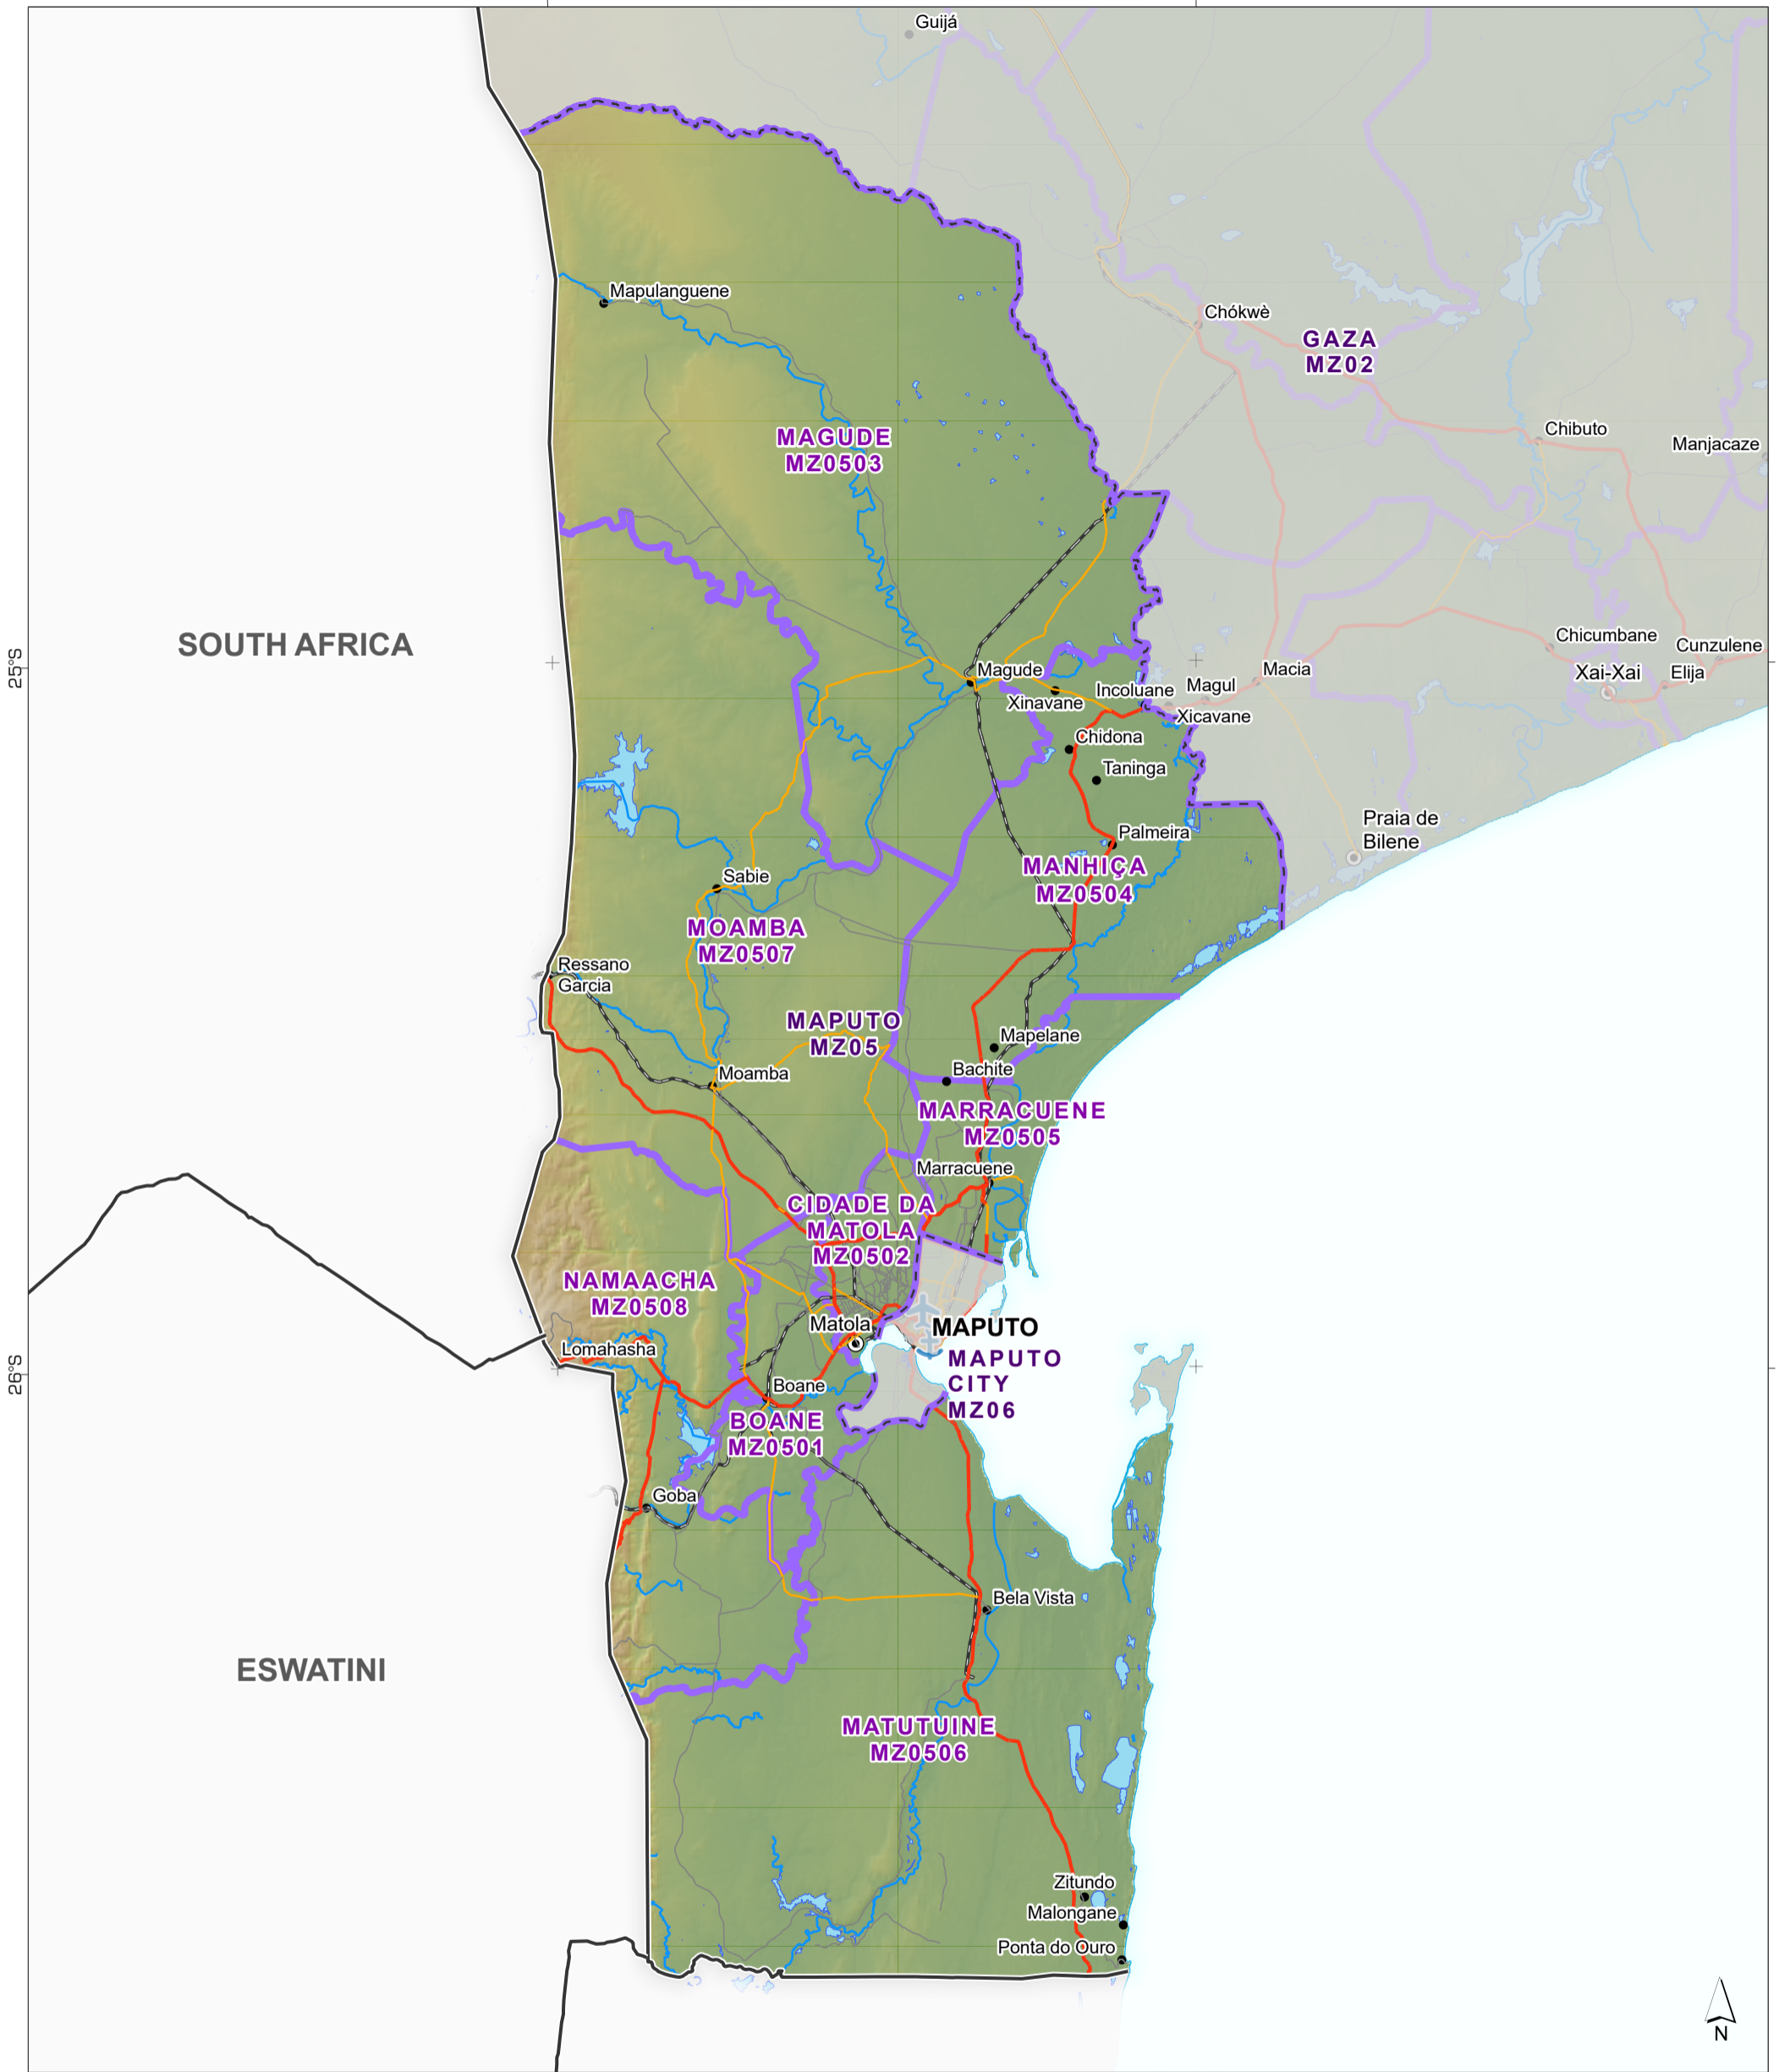 Guijá
Mapulanguene
Chókwè
GAZA
MZ02
Chibuto
MAGUDE
MZ0503
Manjacaze
SOUTH AFRICA
25°S
Chicumbane
Cunzulene
Magude
Macia
Xai-Xai
Elija
Incoluane
Magul
Xinavane
Xicavane
Chidona
Taninga
Palmeira
Praia de
Bilene
MANHIÇA
MZ0504
Sabie
MOAMBA
MZ0507
Ressano
Garcia
MAPUTO
MZ05
Mapelane
Moamba
Bachite
MARRACUENE
MZ0505
Marracuene
CIDADE DA
MATOLA
MZ0502
NAMAACHA
MZ0508
Matola
MAPUTO
Lomahasha
MAPUTO
CITY
MZ06
26°S
Boane
BOANE
MZ0501
Goba
Bela Vista
ESWATINI
MATUTUINE
MZ0506
Zitundo
Malongane
Ponta do Ouro
N